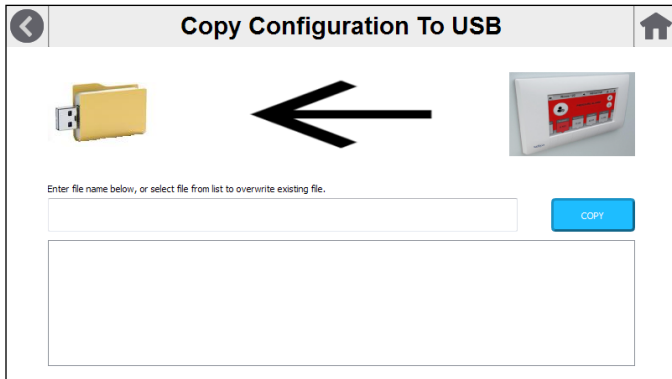 Copy Configuration To USB
Enter file name below, or select file from list to overwrite existing file.
COPY